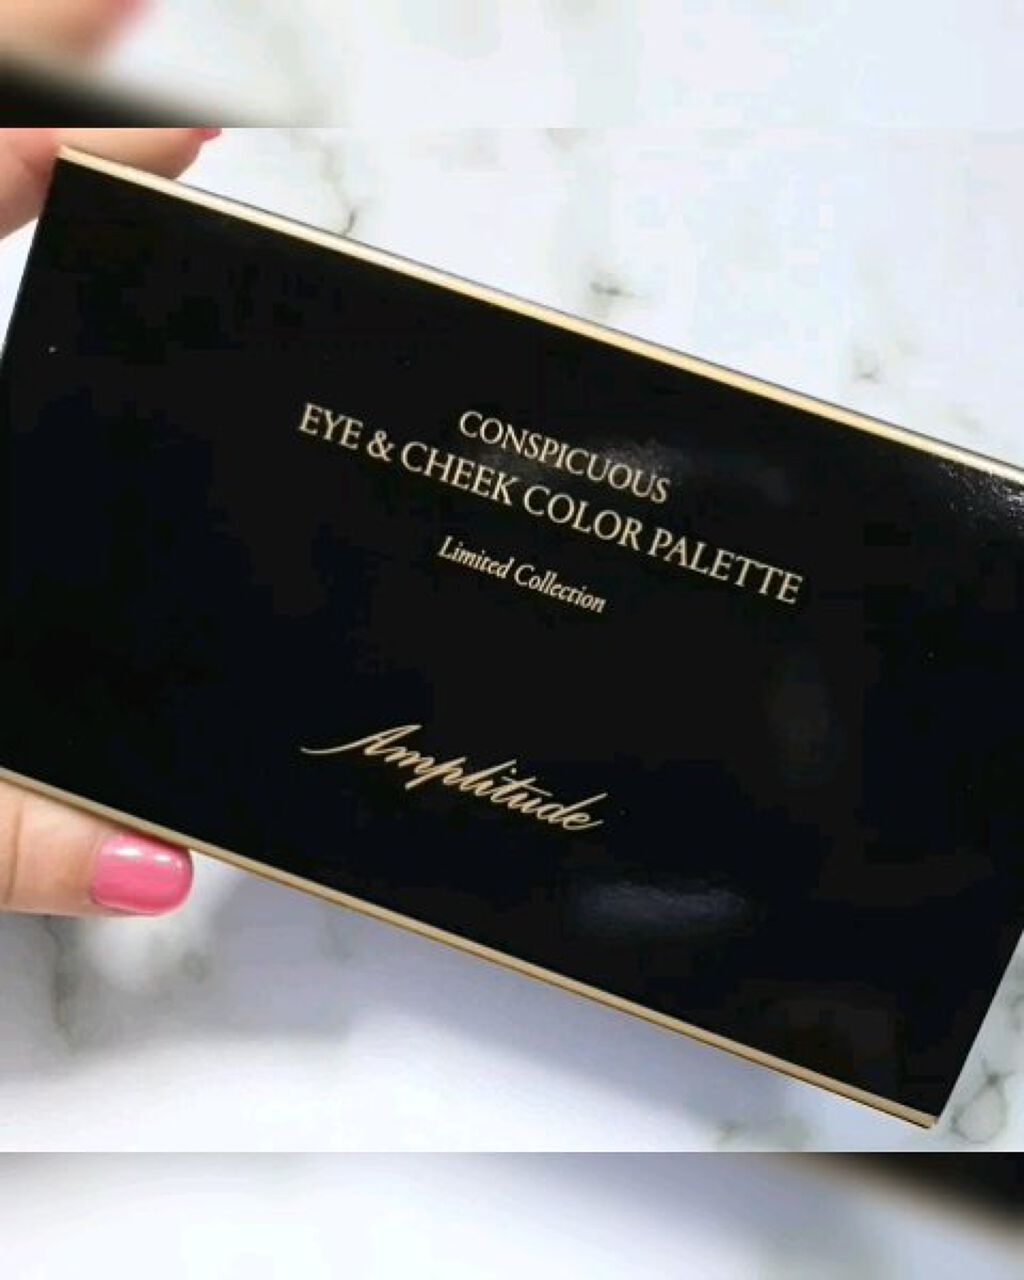 CONSPICUOUS
EYE & CHEEK COLOR PALETTE
Limited Collection
Amplitude